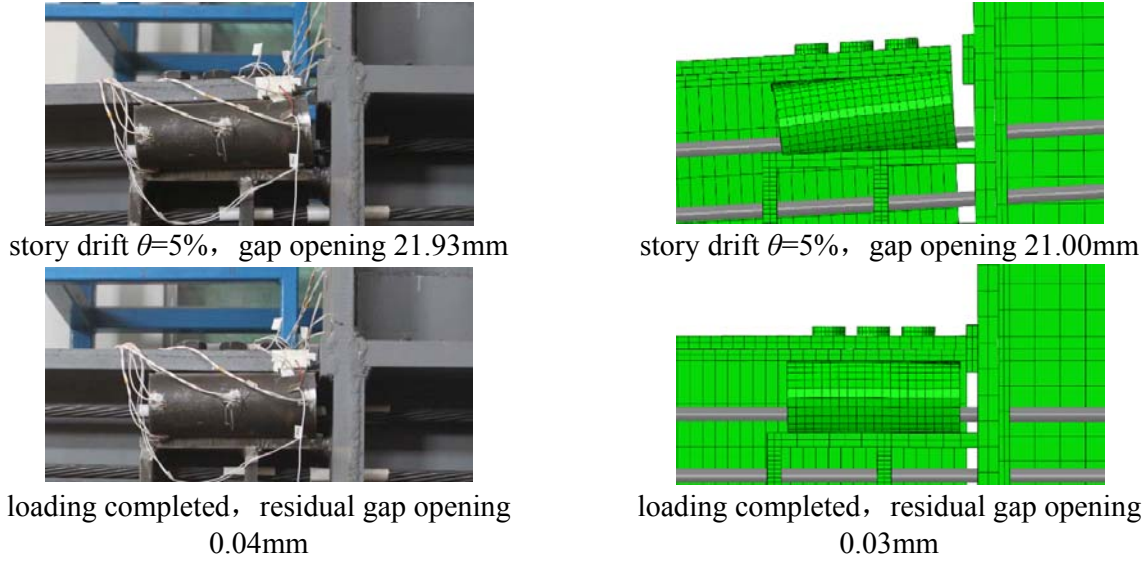 story drift θ=5%，gap opening 21.93mm
story drift θ=5%，gap opening 21.00mm
loading completed，residual gap opening
0.04mm
loading completed，residual gap opening
0.03mm